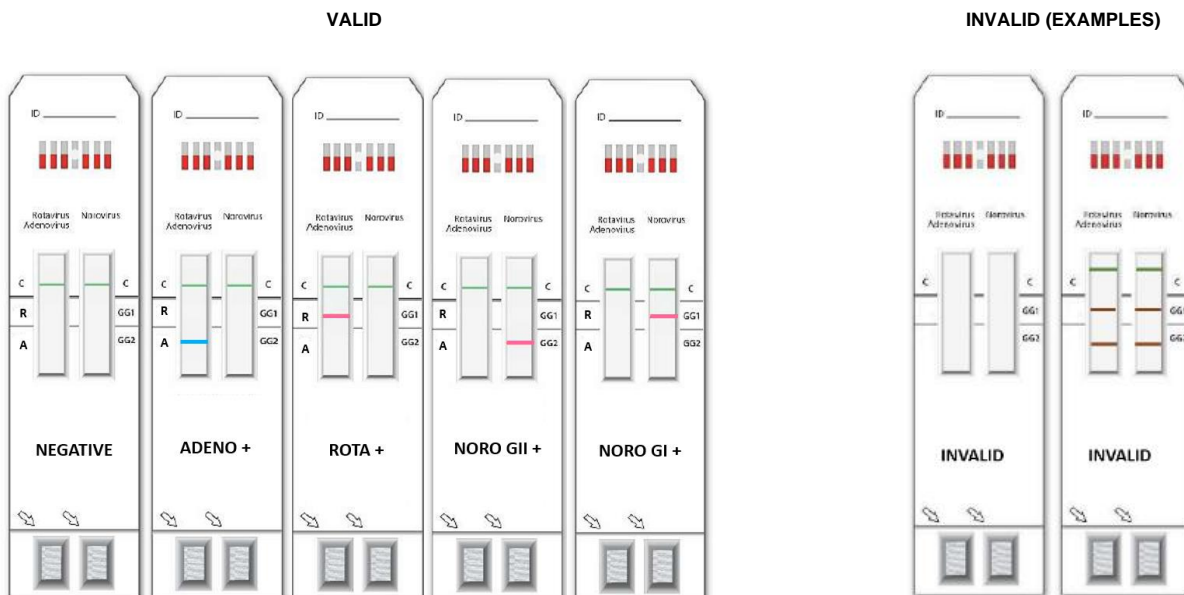 VALID
INVALID (EXAMPLES)
ID
Rotavirus Norovirus
Adenovirus
C C
R GG1
A GG2
NEGATIVE
ID
Rotavirus Norovirus
Adenovirus
C C
R GG1
A GG2
ADENO +
ID
Rotavirus Norovirus
Adenovirus
C C
R GG1
A GG2
ROTA +
ID
Rotavirus Norovirus
Adenovirus
C C
R GG1
A GG2
NORO GII +
ID
Rotavirus Norovirus
Adenovirus
C C
R GG1
A GG2
NORO GI +
ID
Rotavirus Norovirus
Adenovirus
C C
GG1
GG2
INVALID
ID
Rotavirus Norovirus
Adenovirus
C C
INVALID